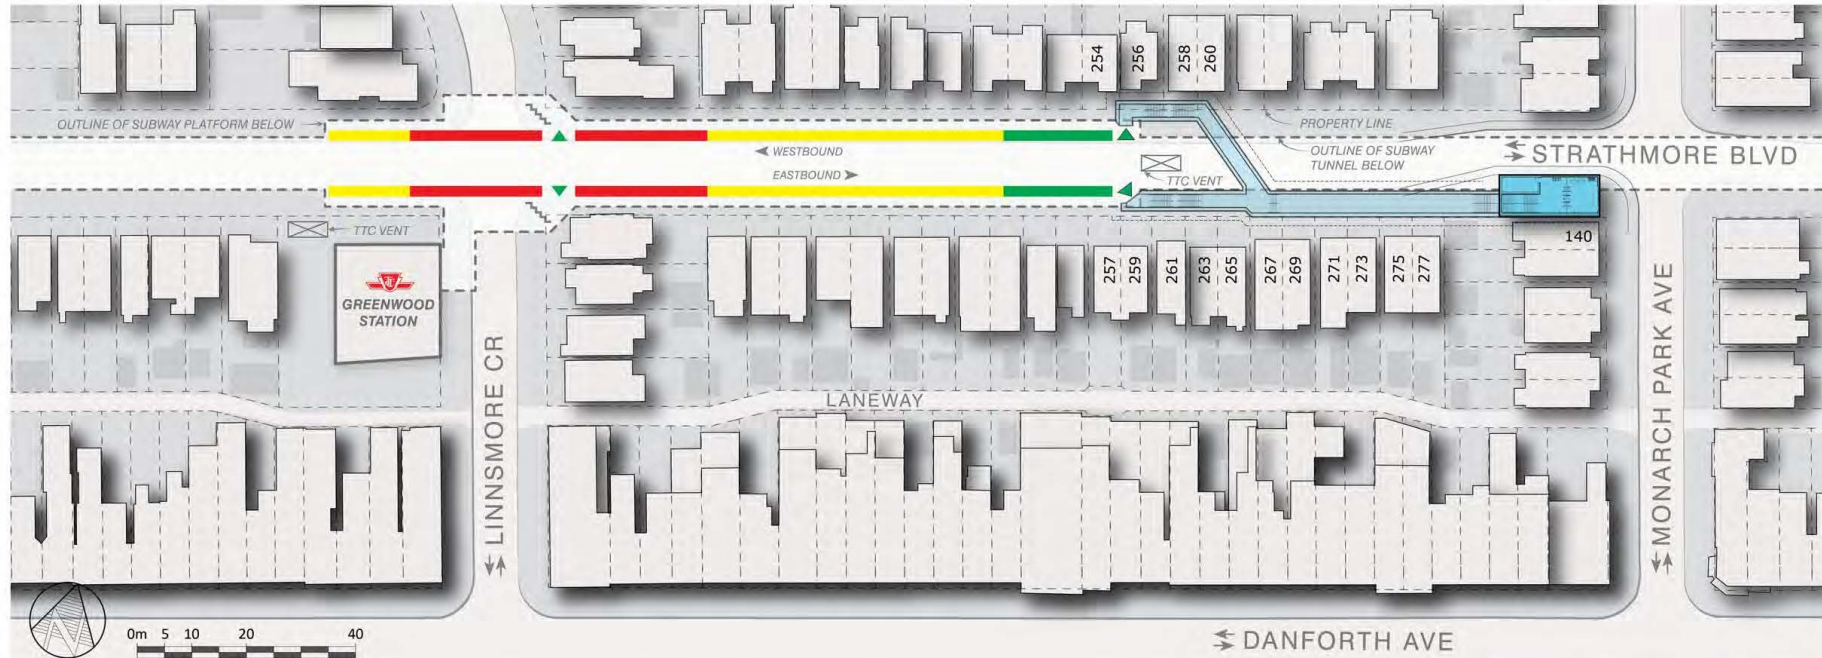 254
256
258
260
OUTLINE OF SUBWAY PLATFORM BELOW
PROPERTY LINE
WESTBOUND
OUTLINE OF SUBWAY
TUNNEL BELOW
STRATHMORE BLVD
EASTBOUND
TTC VENT
TTC VENT
140
257
259
261
263
265
267
269
271
273
275
277
GREENWOOD
STATION
LINNSMORE CR
MONARCH PARK AVE
LANEWAY
0m 5 10 20 40
DANFORTH AVE